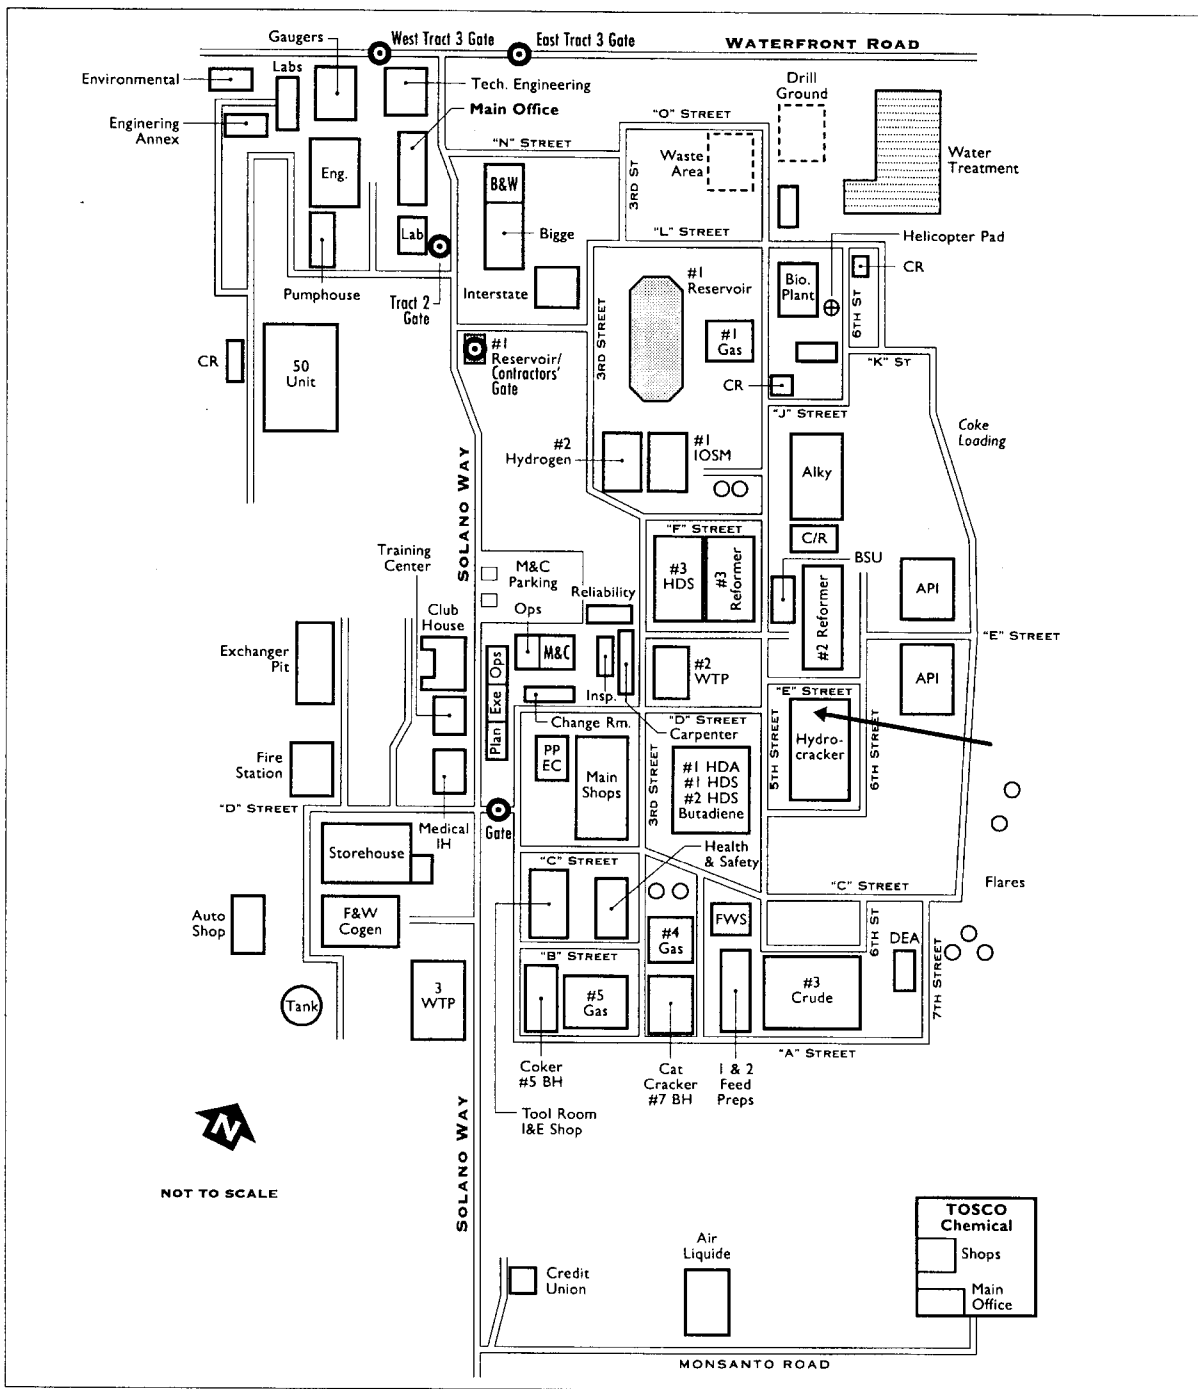 Gaugers
West Tract 3 Gate
East Tract 3 Gate
WATERFRONT ROAD
Environmental
Labs
Tech. Engineering
Drill
Ground
Main Office
Enginering
Annex
"O" STREET
"N" STREET
Waste
Area
Water
Treatment
Eng.
B&W
3RD ST
Lab
Bigge
"L" STREET
Helicopter Pad
CR
Pumphouse
Tract 2
Gate
Interstate
#1
Reservoir
Bio.
Plant
6TH ST
3RD STREET
#1
Gas
CR
50
Unit
#1
Reservoir/
Contractors'
Gate
"K" ST
CR
"J" STREET
Coke
Loading
#2
Hydrogen
#1
IOSM
Alky
SOLANO WAY
"F" STREET
C/R
BSU
Training
Center
M&C
Parking
#3
HDS
#3
Reformer
#2 Reformer
API
Reliability
Ops
Club
House
"E" STREET
Exchanger
Pit
Ops
M&C
Insp.
#2
WTP
API
Plan
Exe
"E" STREET
Change Rm.
"D" STREET
Carpenter
5TH STREET
Hydro-
cracker
6TH STREET
Fire
Station
PP
EC
Main
Shops
3RD STREET
#1 HDA
#1 HDS
#2 HDS
Butadiene
"D" STREET
Medical
IH
Gate
Storehouse
"C" STREET
Health
& Safety
"C" STREET
Flares
Auto
Shop
F&W
Cogen
#4
Gas
FWS
6TH ST
DEA
"B" STREET
7TH STREET
Tank
3
WTP
#5
Gas
#3
Crude
"A" STREET
Coker
#5 BH
Cat
Cracker
#7 BH
1 & 2
Feed
Preps
Tool Room
I&E Shop
N
NOT TO SCALE
SOLANO WAY
TOSCO
Chemical
Shops
Main
Office
Air
Liquide
Credit
Union
MONSANTO ROAD